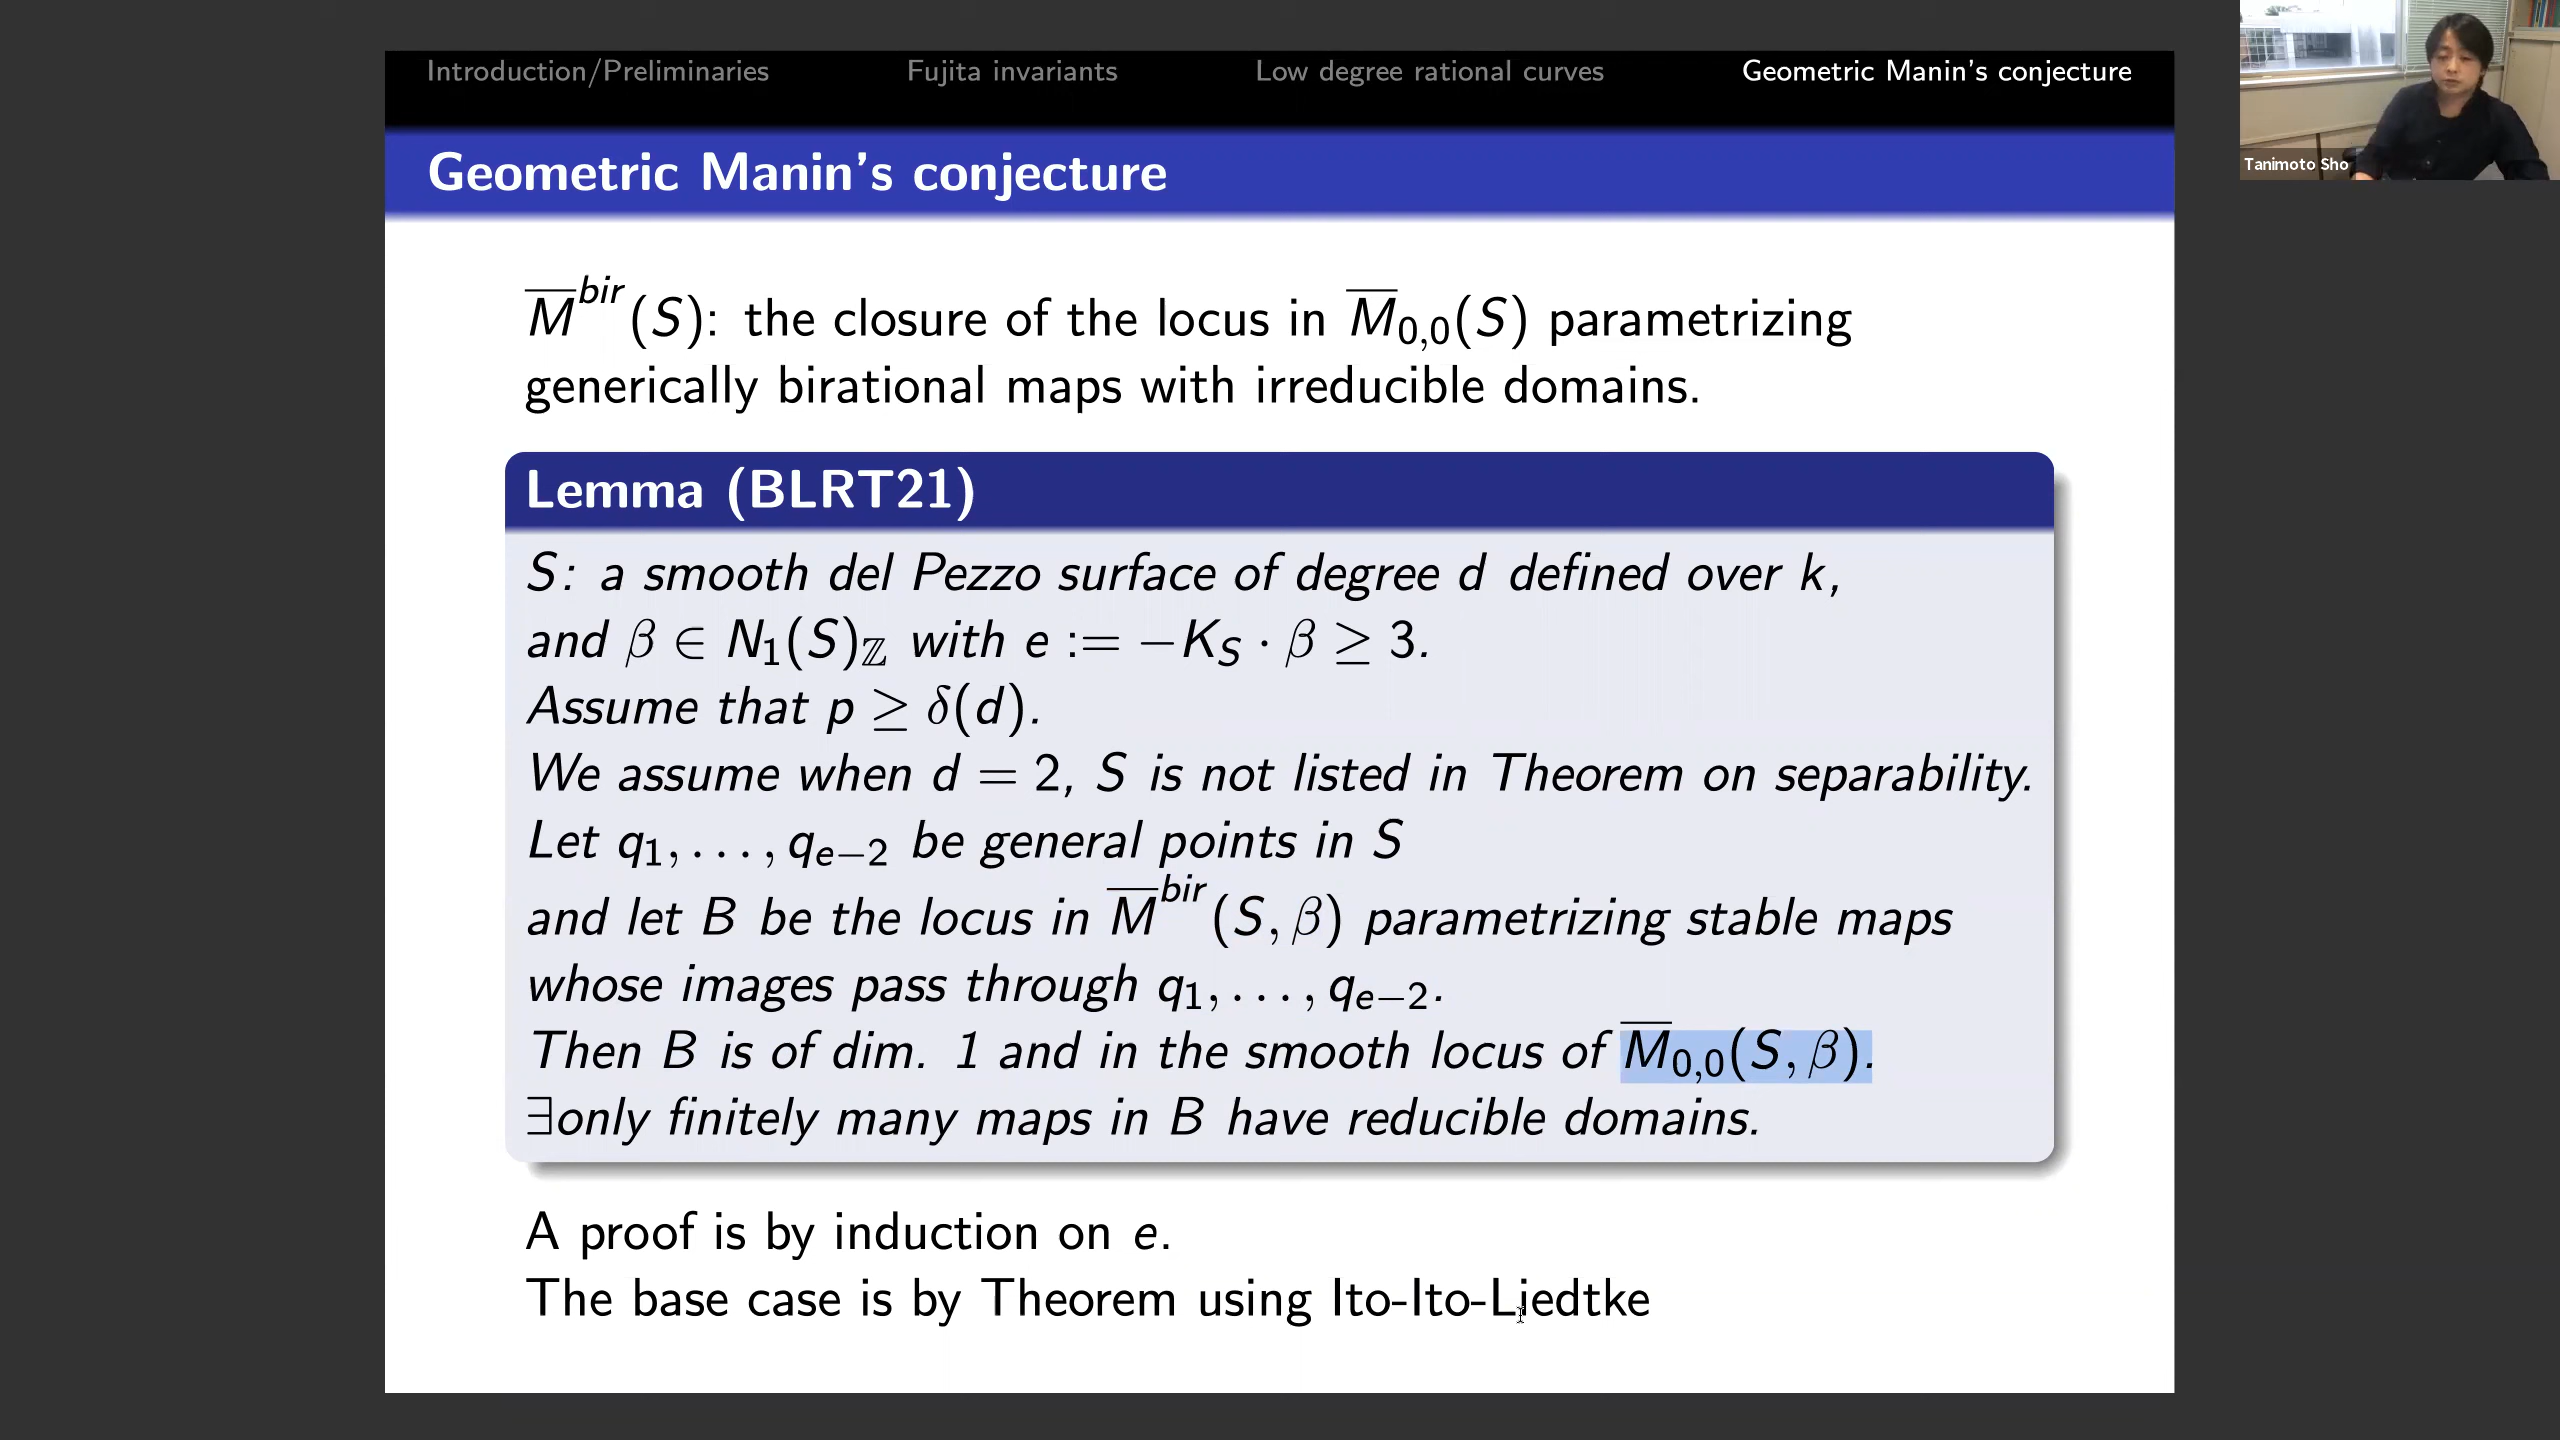 Introduction/Preliminaries Fujita invariants Low degree rational curves Geometric Manin's conjecture
Tanimoto Sho
Geometric Manin's conjecture
M̅^{bir}(S): the closure of the locus in M̅_{0,0}(S) parametrizing
generically birational maps with irreducible domains.
Lemma (BLRT21)
S: a smooth del Pezzo surface of degree d defined over k,
and β ∈ N₁(S)_ℤ with e := −K_S · β ≥ 3.
Assume that p ≥ δ(d).
We assume when d = 2, S is not listed in Theorem on separability.
Let q₁, . . . , q_{e−2} be general points in S
and let B be the locus in M̅^{bir}(S, β) parametrizing stable maps
whose images pass through q₁, . . . , q_{e−2}.
Then B is of dim. 1 and in the smooth locus of M̅_{0,0}(S, β).
∃only finitely many maps in B have reducible domains.
A proof is by induction on e.
The base case is by Theorem using Ito-Ito-Liedtke